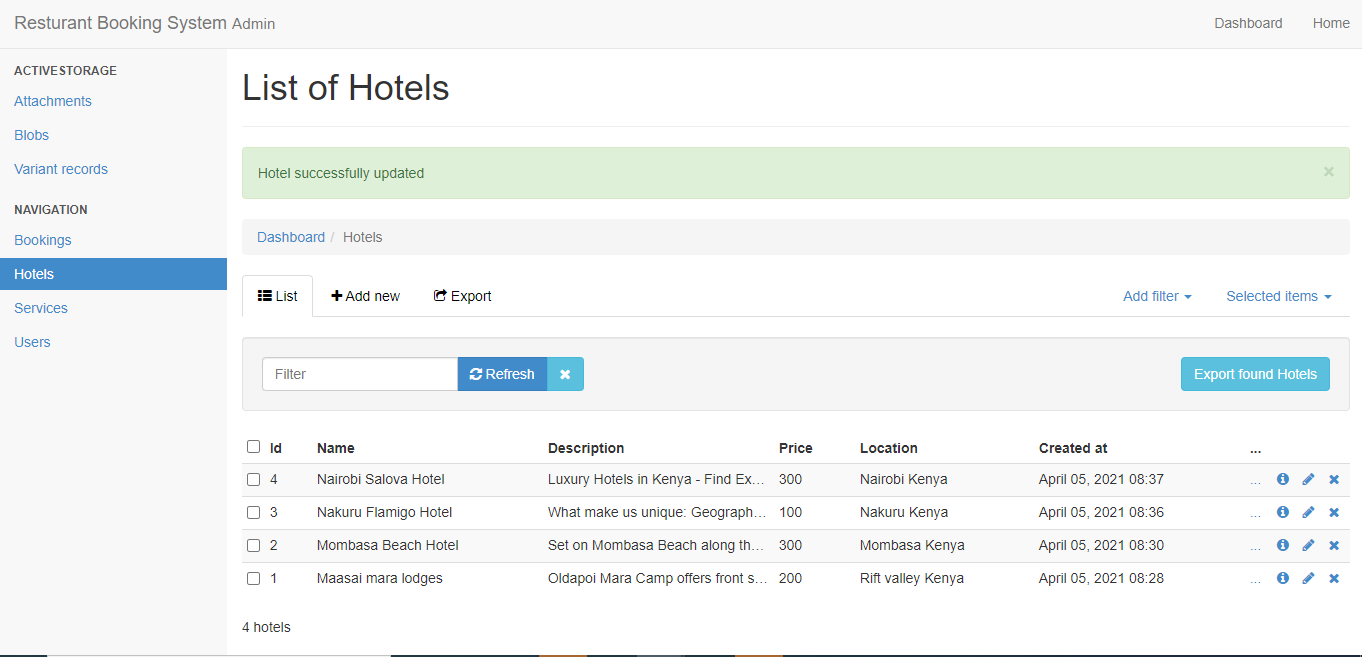 Resturant Booking System Admin
Dashboard Home
ACTIVESTORAGE
Attachments
Blobs
Variant records
NAVIGATION
Bookings
Hotels
Services
Users
List of Hotels
Hotel successfully updated ×
Dashboard / Hotels
List Add new Export Add filter Selected items
Filter Refresh Export found Hotels
Id Name Description Price Location Created at ...
4 Nairobi Salova Hotel Luxury Hotels in Kenya - Find Ex... 300 Nairobi Kenya April 05, 2021 08:37 ...
3 Nakuru Flamigo Hotel What make us unique: Geograph... 100 Nakuru Kenya April 05, 2021 08:36 ...
2 Mombasa Beach Hotel Set on Mombasa Beach along th... 300 Mombasa Kenya April 05, 2021 08:30 ...
1 Maasai mara lodges Oldapoi Mara Camp offers front s... 200 Rift valley Kenya April 05, 2021 08:28 ...
4 hotels